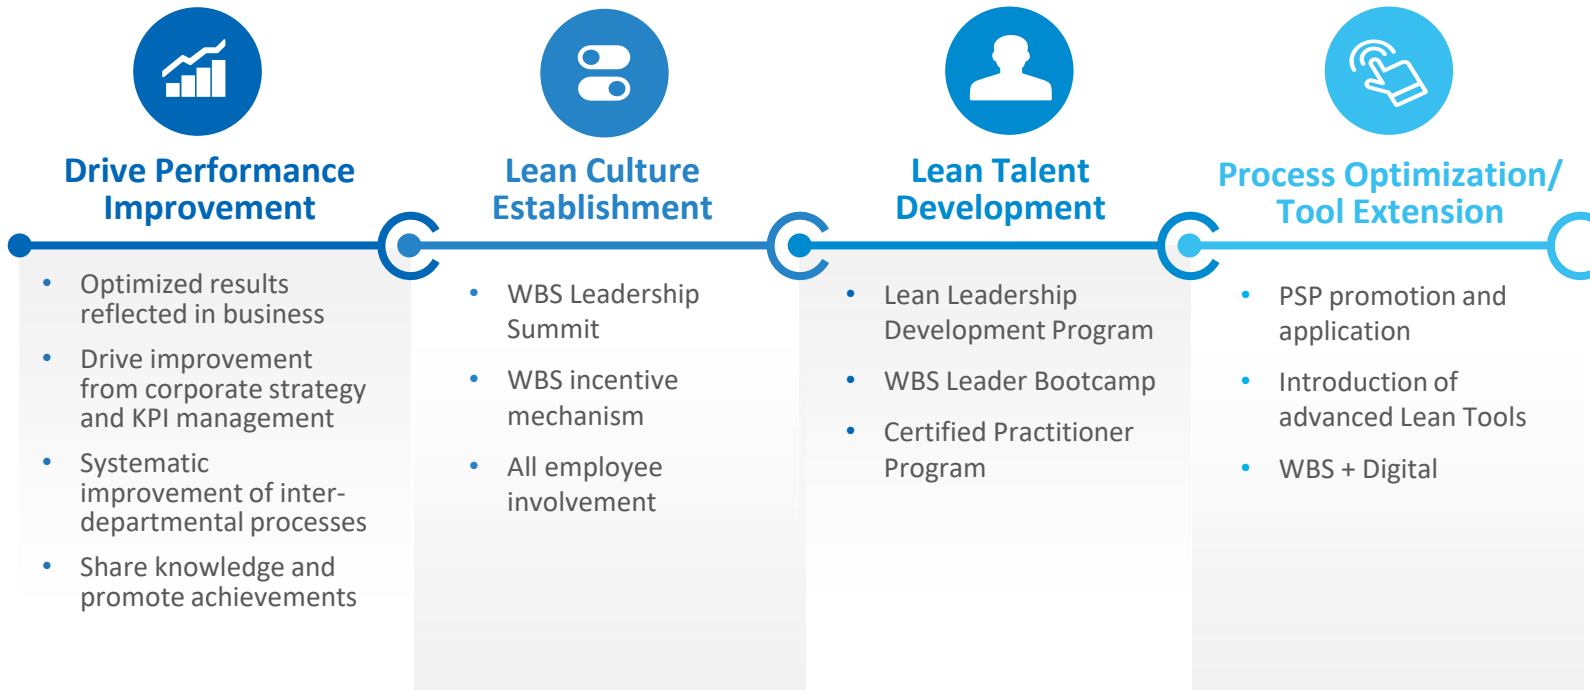 Drive Performance
Improvement
• Optimized results
reflected in business
• Drive improvement
from corporate strategy
and KPI management
• Systematic
improvement of inter-
departmental processes
• Share knowledge and
promote achievements
Lean Culture
Establishment
• WBS Leadership
Summit
• WBS incentive
mechanism
• All employee
involvement
Lean Talent
Development
• Lean Leadership
Development Program
• WBS Leader Bootcamp
• Certified Practitioner
Program
Process Optimization/
Tool Extension
• PSP promotion and
application
• Introduction of
advanced Lean Tools
• WBS + Digital